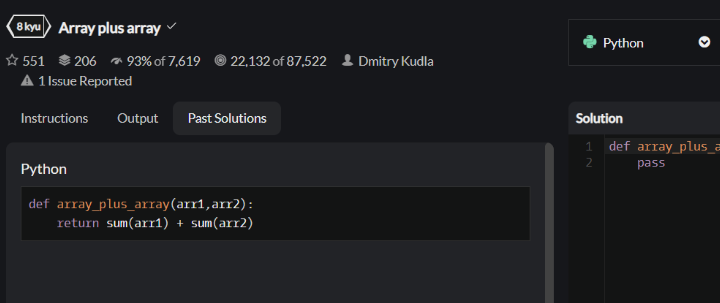 8 kyu Array plus array
551 206 93% of 7,619 22,132 of 87,522 Dmitry Kudla
1 Issue Reported
Instructions Output Past Solutions
Python
def array_plus_array(arr1,arr2):
    return sum(arr1) + sum(arr2)
Python
Solution
1 def array_plus_a
2     pass